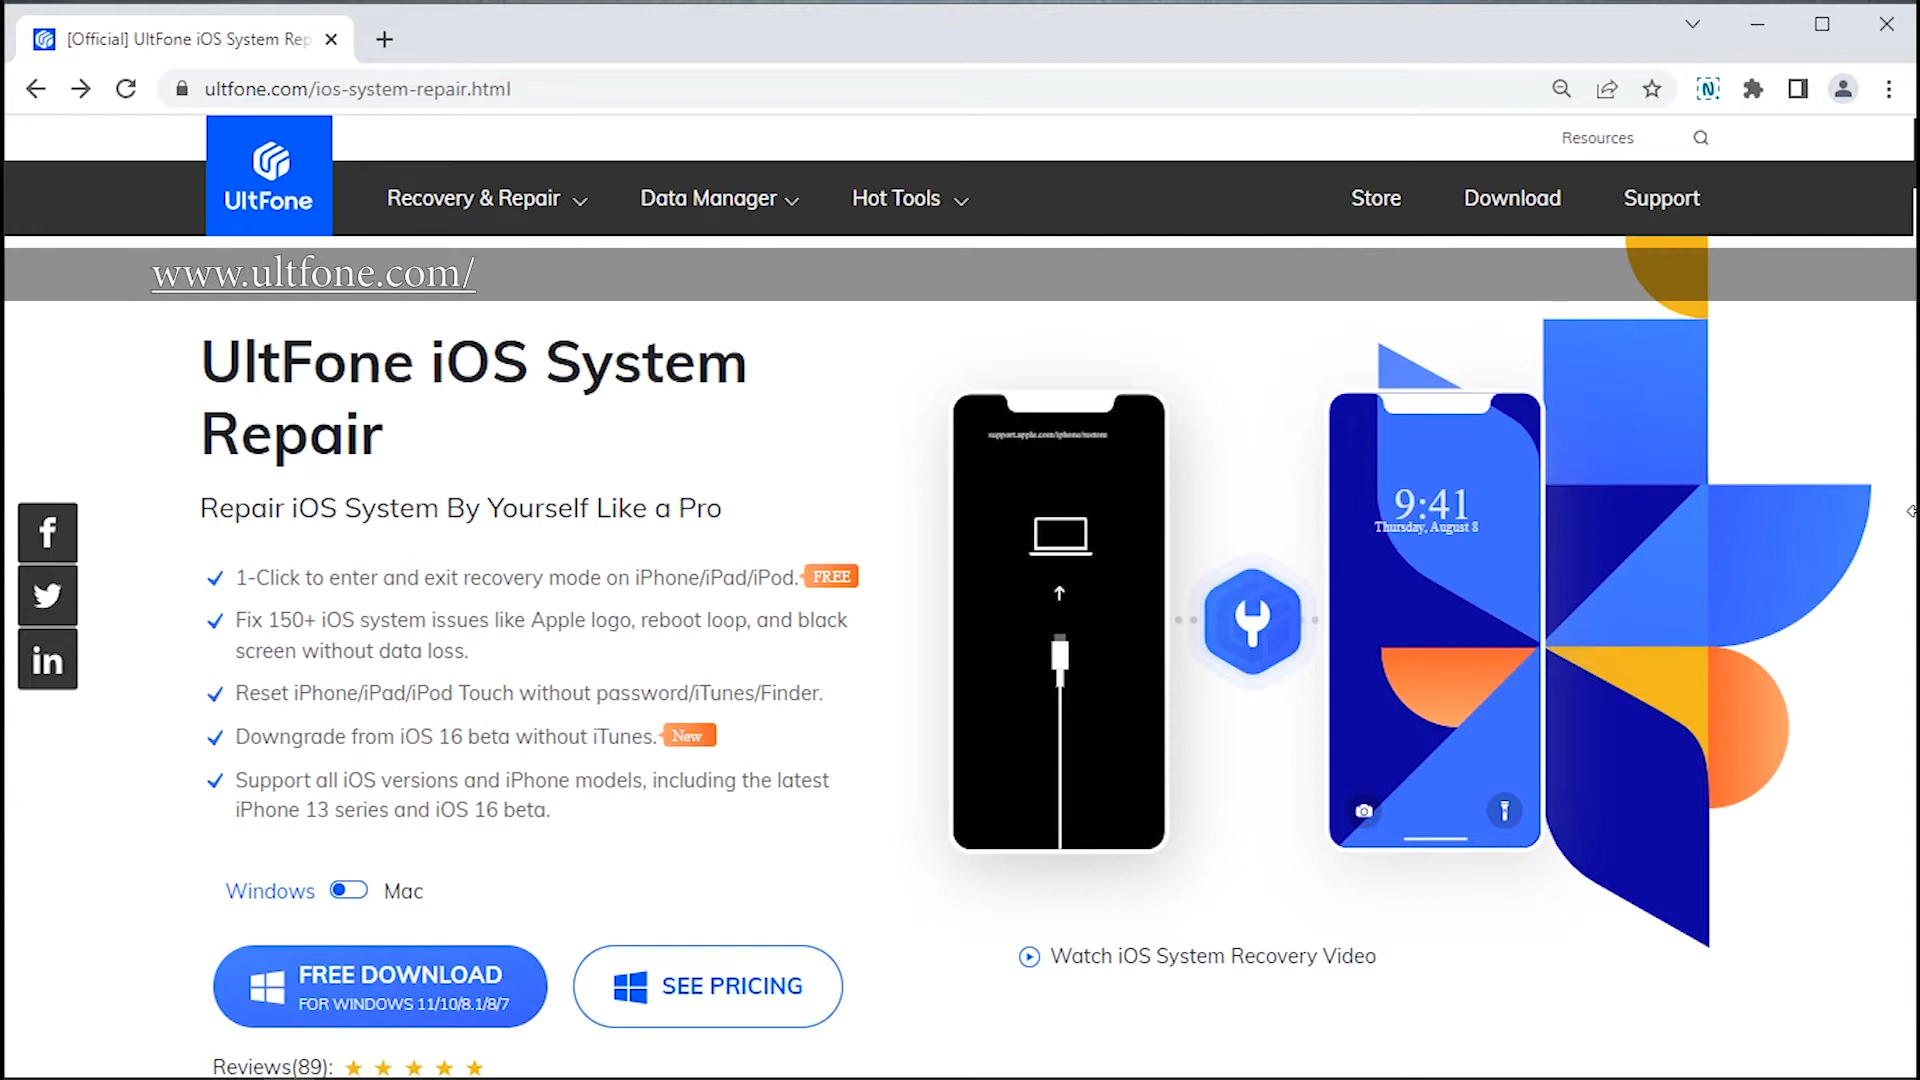 [Official] UltFone iOS System Rep
ultfone.com/ios-system-repair.html
Resources
UltFone
Recovery & Repair
Data Manager
Hot Tools
Store
Download
Support
www.ultfone.com/
UltFone iOS System
Repair
Repair iOS System By Yourself Like a Pro
1-Click to enter and exit recovery mode on iPhone/iPad/iPod. FREE
Fix 150+ iOS system issues like Apple logo, reboot loop, and black
screen without data loss.
Reset iPhone/iPad/iPod Touch without password/iTunes/Finder.
Downgrade from iOS 16 beta without iTunes. New
Support all iOS versions and iPhone models, including the latest
iPhone 13 series and iOS 16 beta.
support.apple.com/iphone/restore
9:41
Thursday, August 8
f
in
Windows
Mac
FREE DOWNLOAD
FOR WINDOWS 11/10/8.1/8/7
SEE PRICING
Watch iOS System Recovery Video
Reviews(89):